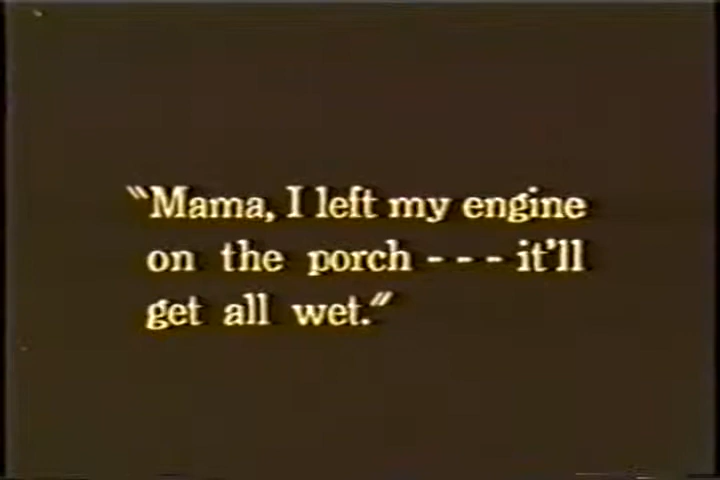 "Mama, I left my engine
on the porch - - - it'll
get all wet."